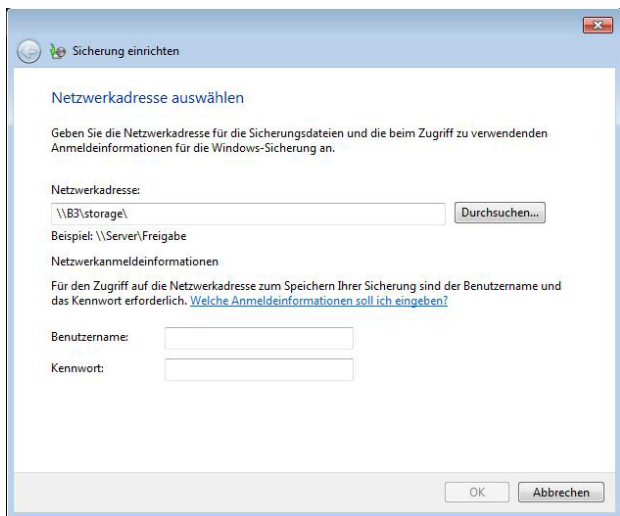 Sicherung einrichten
Netzwerkadresse auswählen
Geben Sie die Netzwerkadresse für die Sicherungsdateien und die beim Zugriff zu verwendenden
Anmeldeinformationen für die Windows-Sicherung an.
Netzwerkadresse:
\\B3\storage\
Durchsuchen...
Beispiel: \\Server\Freigabe
Netzwerkanmeldeinformationen
Für den Zugriff auf die Netzwerkadresse zum Speichern Ihrer Sicherung sind der Benutzername und
das Kennwort erforderlich. Welche Anmeldeinformationen soll ich eingeben?
Benutzername:
Kennwort:
OK
Abbrechen